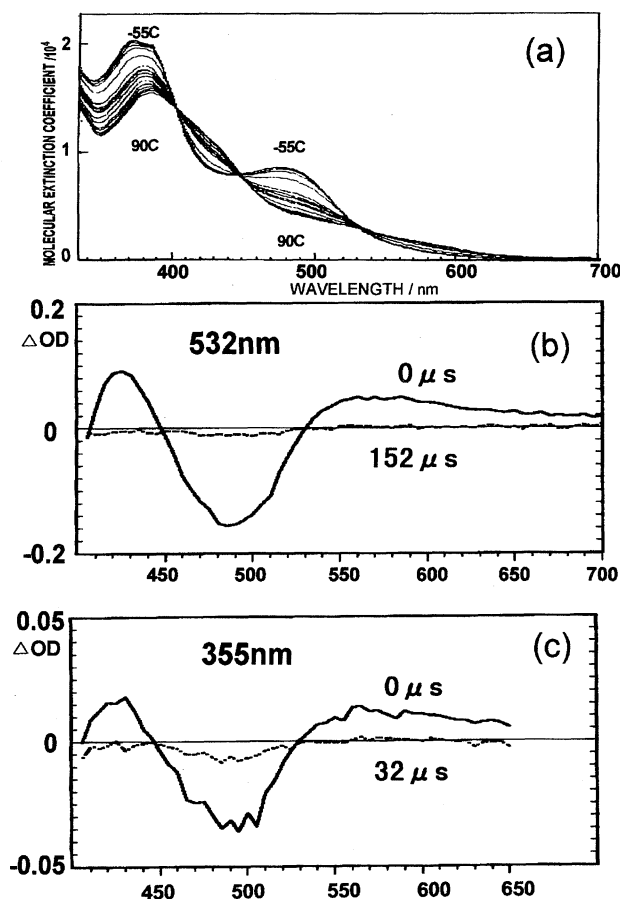 MOLECULAR EXTINCTION COEFFICIENT /10⁴
2
1
0
-55C
90C
-55C
90C
(a)
400 500 600 700
WAVELENGTH / nm
0.2
△OD
0
-0.2
532nm
(b)
0 μs
152 μs
450 500 550 600 650 700
0.05
△OD
0
-0.05
355nm
(c)
0 μs
32 μs
450 500 550 600 650